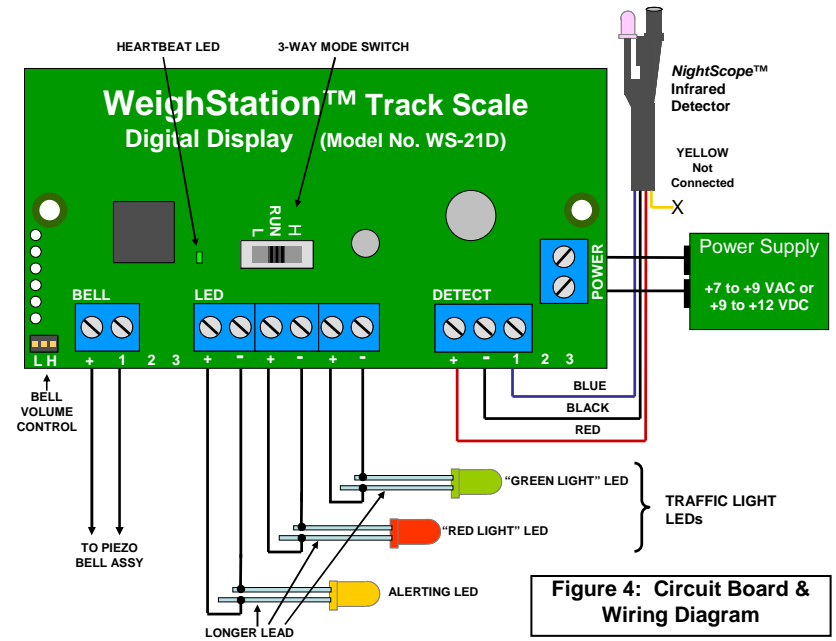 HEARTBEAT LED
3-WAY MODE SWITCH
NightScope™
Infrared
Detector
YELLOW
Not
Connected
X
WeighStation™ Track Scale
Digital Display (Model No. WS-21D)
L RUN H
POWER
Power Supply
+7 to +9 VAC or
+9 to +12 VDC
BELL
LED
DETECT
L H
+ 1 2 3
+ - + - + -
+ - 1 2 3
BELL
VOLUME
CONTROL
BLUE
BLACK
RED
"GREEN LIGHT" LED
"RED LIGHT" LED
TRAFFIC LIGHT
LEDs
TO PIEZO
BELL ASSY
ALERTING LED
LONGER LEAD
Figure 4: Circuit Board &
Wiring Diagram